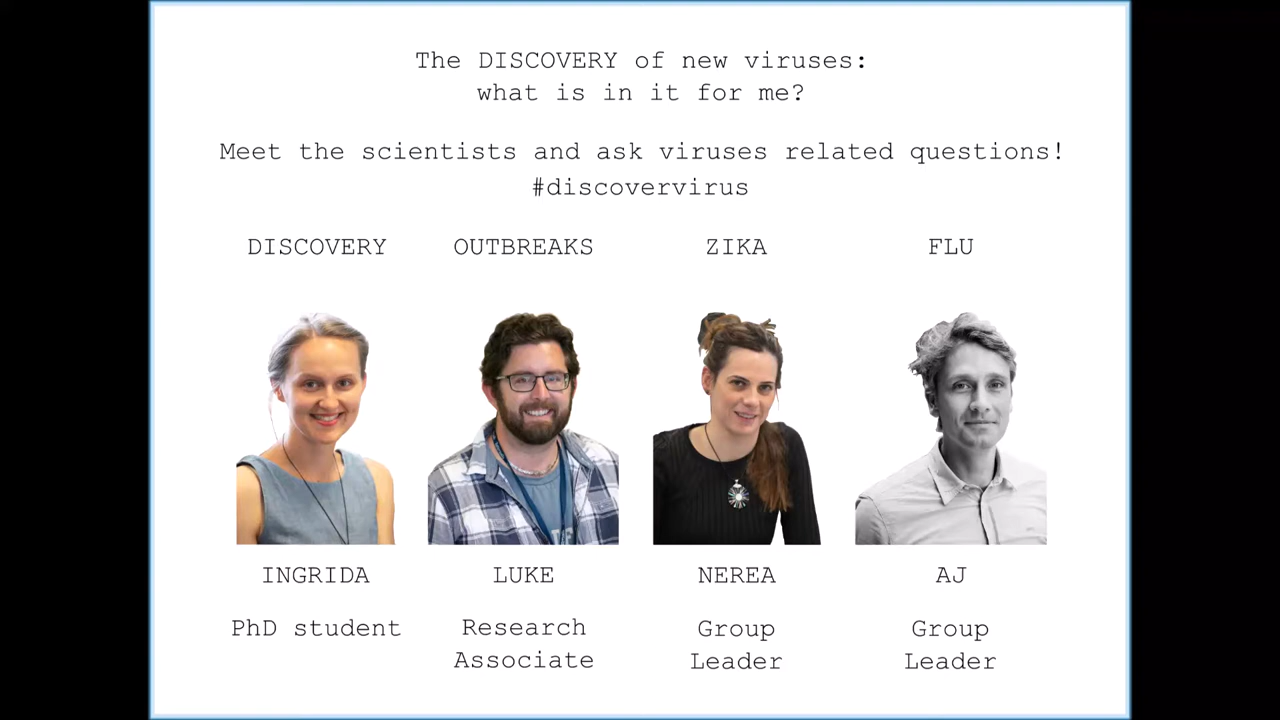 The DISCOVERY of new viruses:
what is in it for me?
Meet the scientists and ask viruses related questions!
#discovervirus
DISCOVERY OUTBREAKS ZIKA FLU
INGRIDA LUKE NEREA AJ
PhD student Research Group Group
Associate Leader Leader